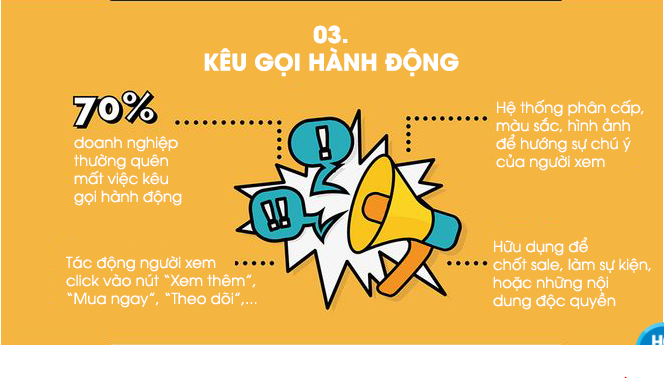 03.
KÊU GỌI HÀNH ĐỘNG
70%
doanh nghiệp
thường quên
mất việc kêu
gọi hành động
Hệ thống phân cấp,
màu sắc, hình ảnh
để hướng sự chú ý
của người xem
!
!!
Tác động người xem
click vào nút “Xem thêm”,
“Mua ngay”, “Theo dõi”,...
Hữu dụng để
chốt sale, làm sự kiện,
hoặc những nội
dung độc quyền